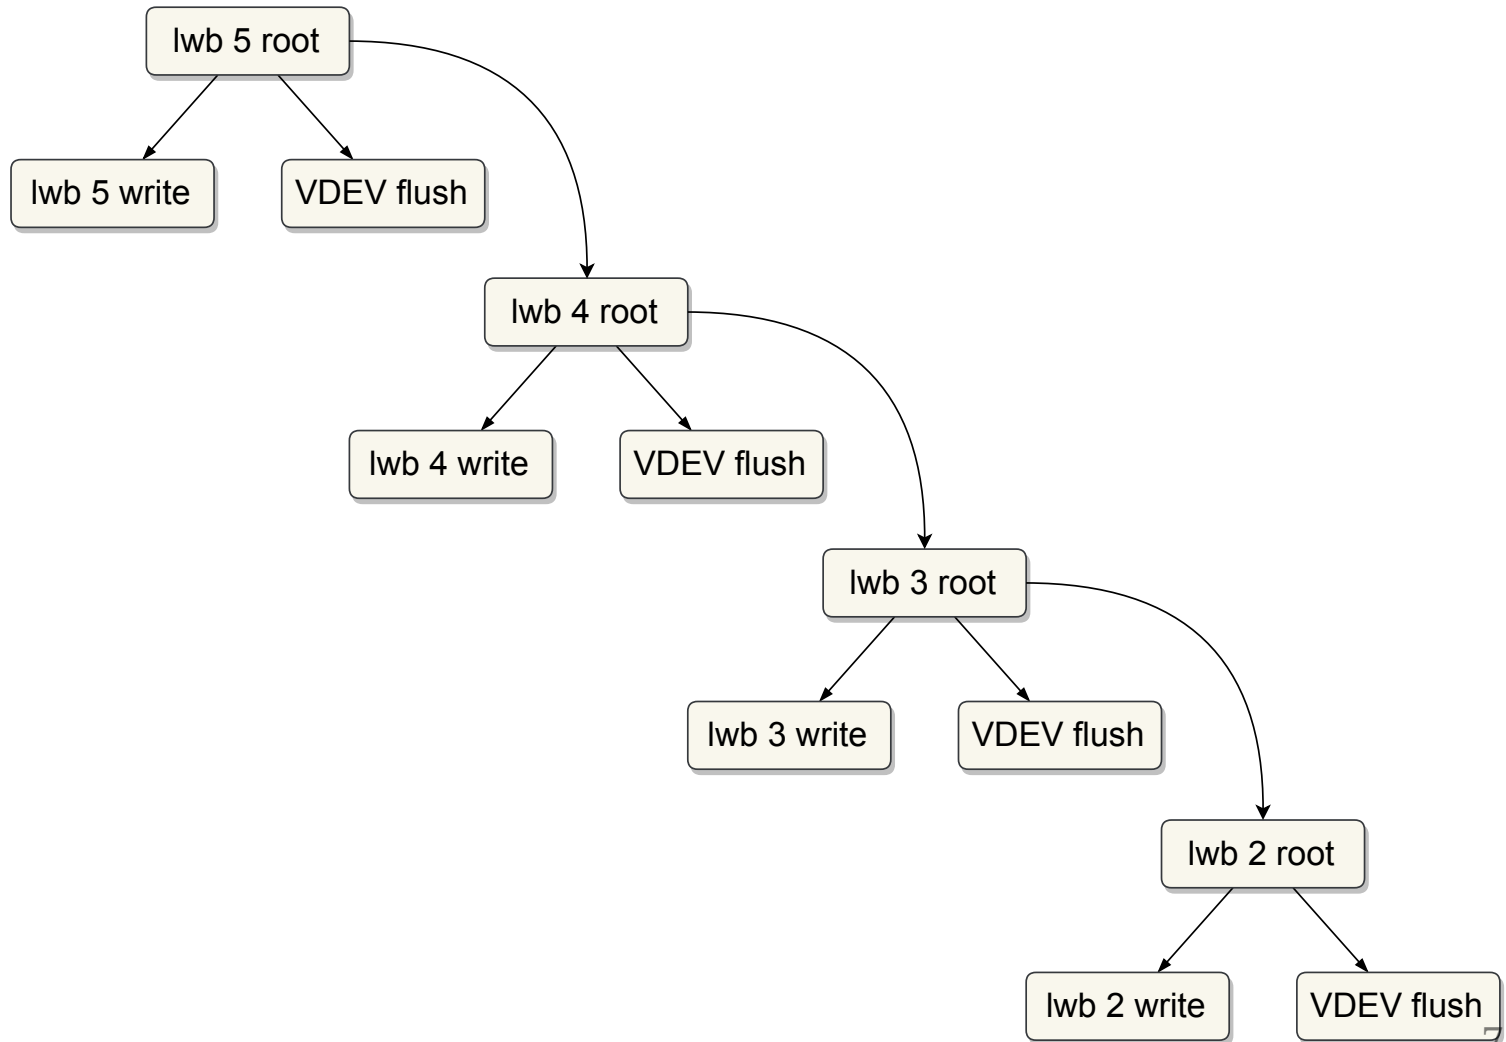 lwb 5 root
lwb 5 write
VDEV flush
lwb 4 root
lwb 4 write
VDEV flush
lwb 3 root
lwb 3 write
VDEV flush
lwb 2 root
lwb 2 write
VDEV flush